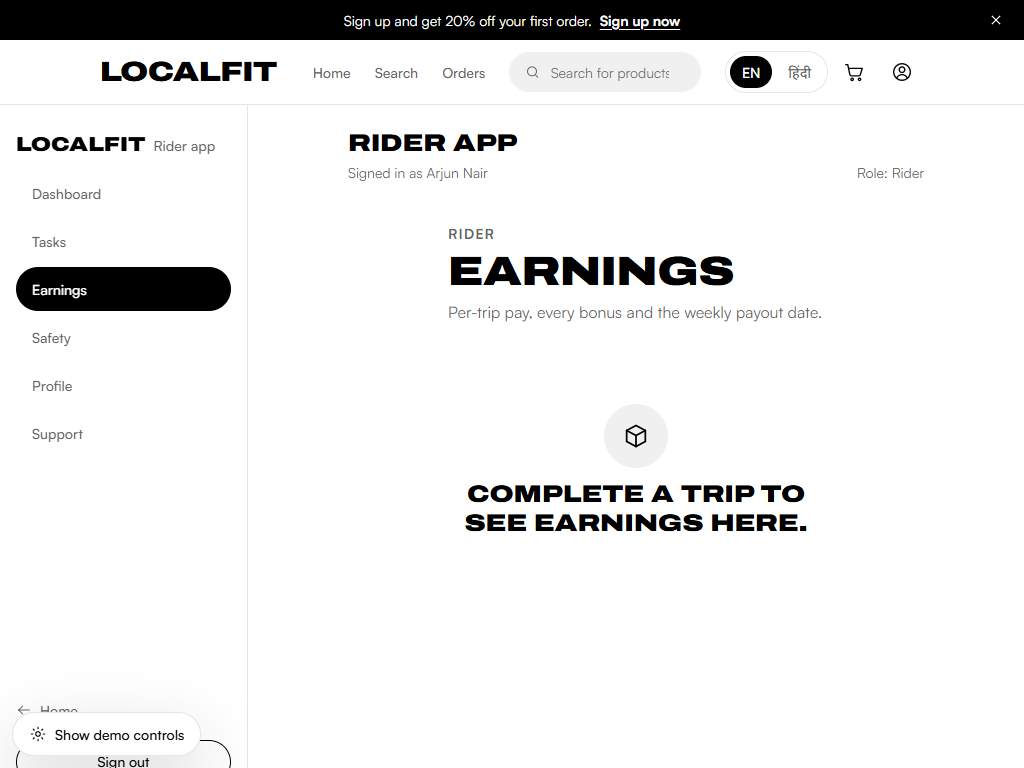 Sign up and get 20% off your first order. Sign up now
LOCALFIT
Home
Search
Orders
Search for products
EN
हिंदी
LOCALFIT Rider app
Dashboard
Tasks
Earnings
Safety
Profile
Support
Home
Show demo controls
Sign out
RIDER APP
Signed in as Arjun Nair
Role: Rider
RIDER
EARNINGS
Per-trip pay, every bonus and the weekly payout date.
COMPLETE A TRIP TO
SEE EARNINGS HERE.